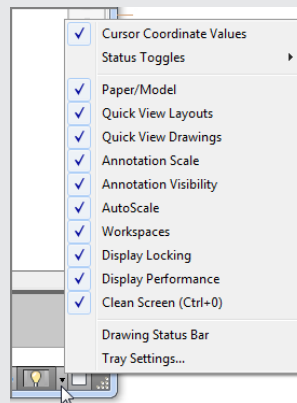 Cursor Coordinate Values
Status Toggles
Paper/Model
Quick View Layouts
Quick View Drawings
Annotation Scale
Annotation Visibility
AutoScale
Workspaces
Display Locking
Display Performance
Clean Screen (Ctrl+0)
Drawing Status Bar
Tray Settings...